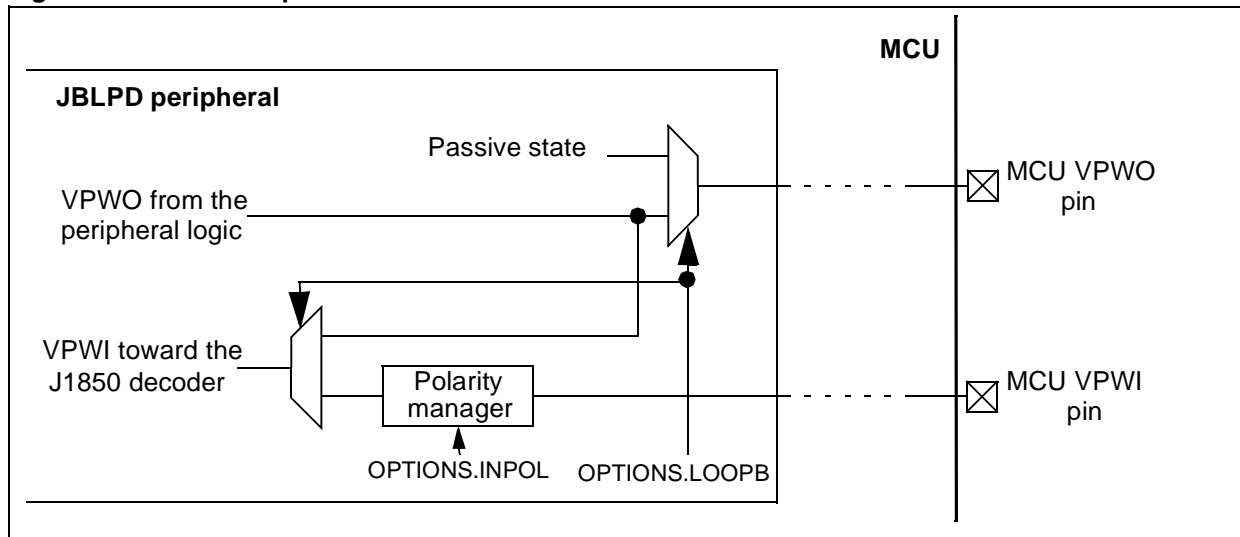 MCU
JBLPD peripheral
Passive state
VPWO from the
peripheral logic
MCU VPWO
pin
VPWI toward the
J1850 decoder
Polarity
manager
MCU VPWI
pin
OPTIONS.INPOL
OPTIONS.LOOPB